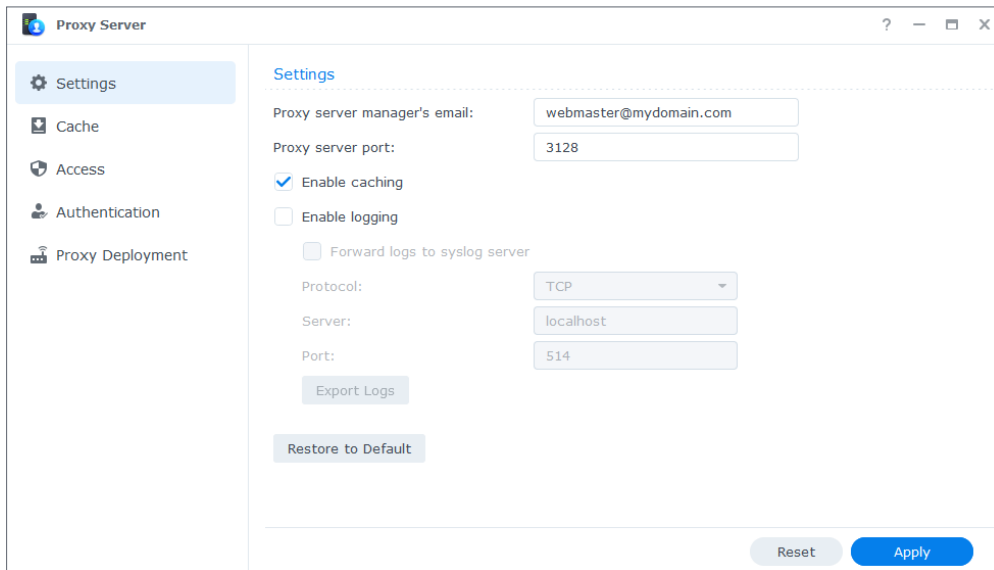 Proxy Server
Settings
Cache
Access
Authentication
Proxy Deployment
Settings
Proxy server manager's email: webmaster@mydomain.com
Proxy server port: 3128
Enable caching
Enable logging
Forward logs to syslog server
Protocol: TCP
Server: localhost
Port: 514
Export Logs
Restore to Default
Reset Apply